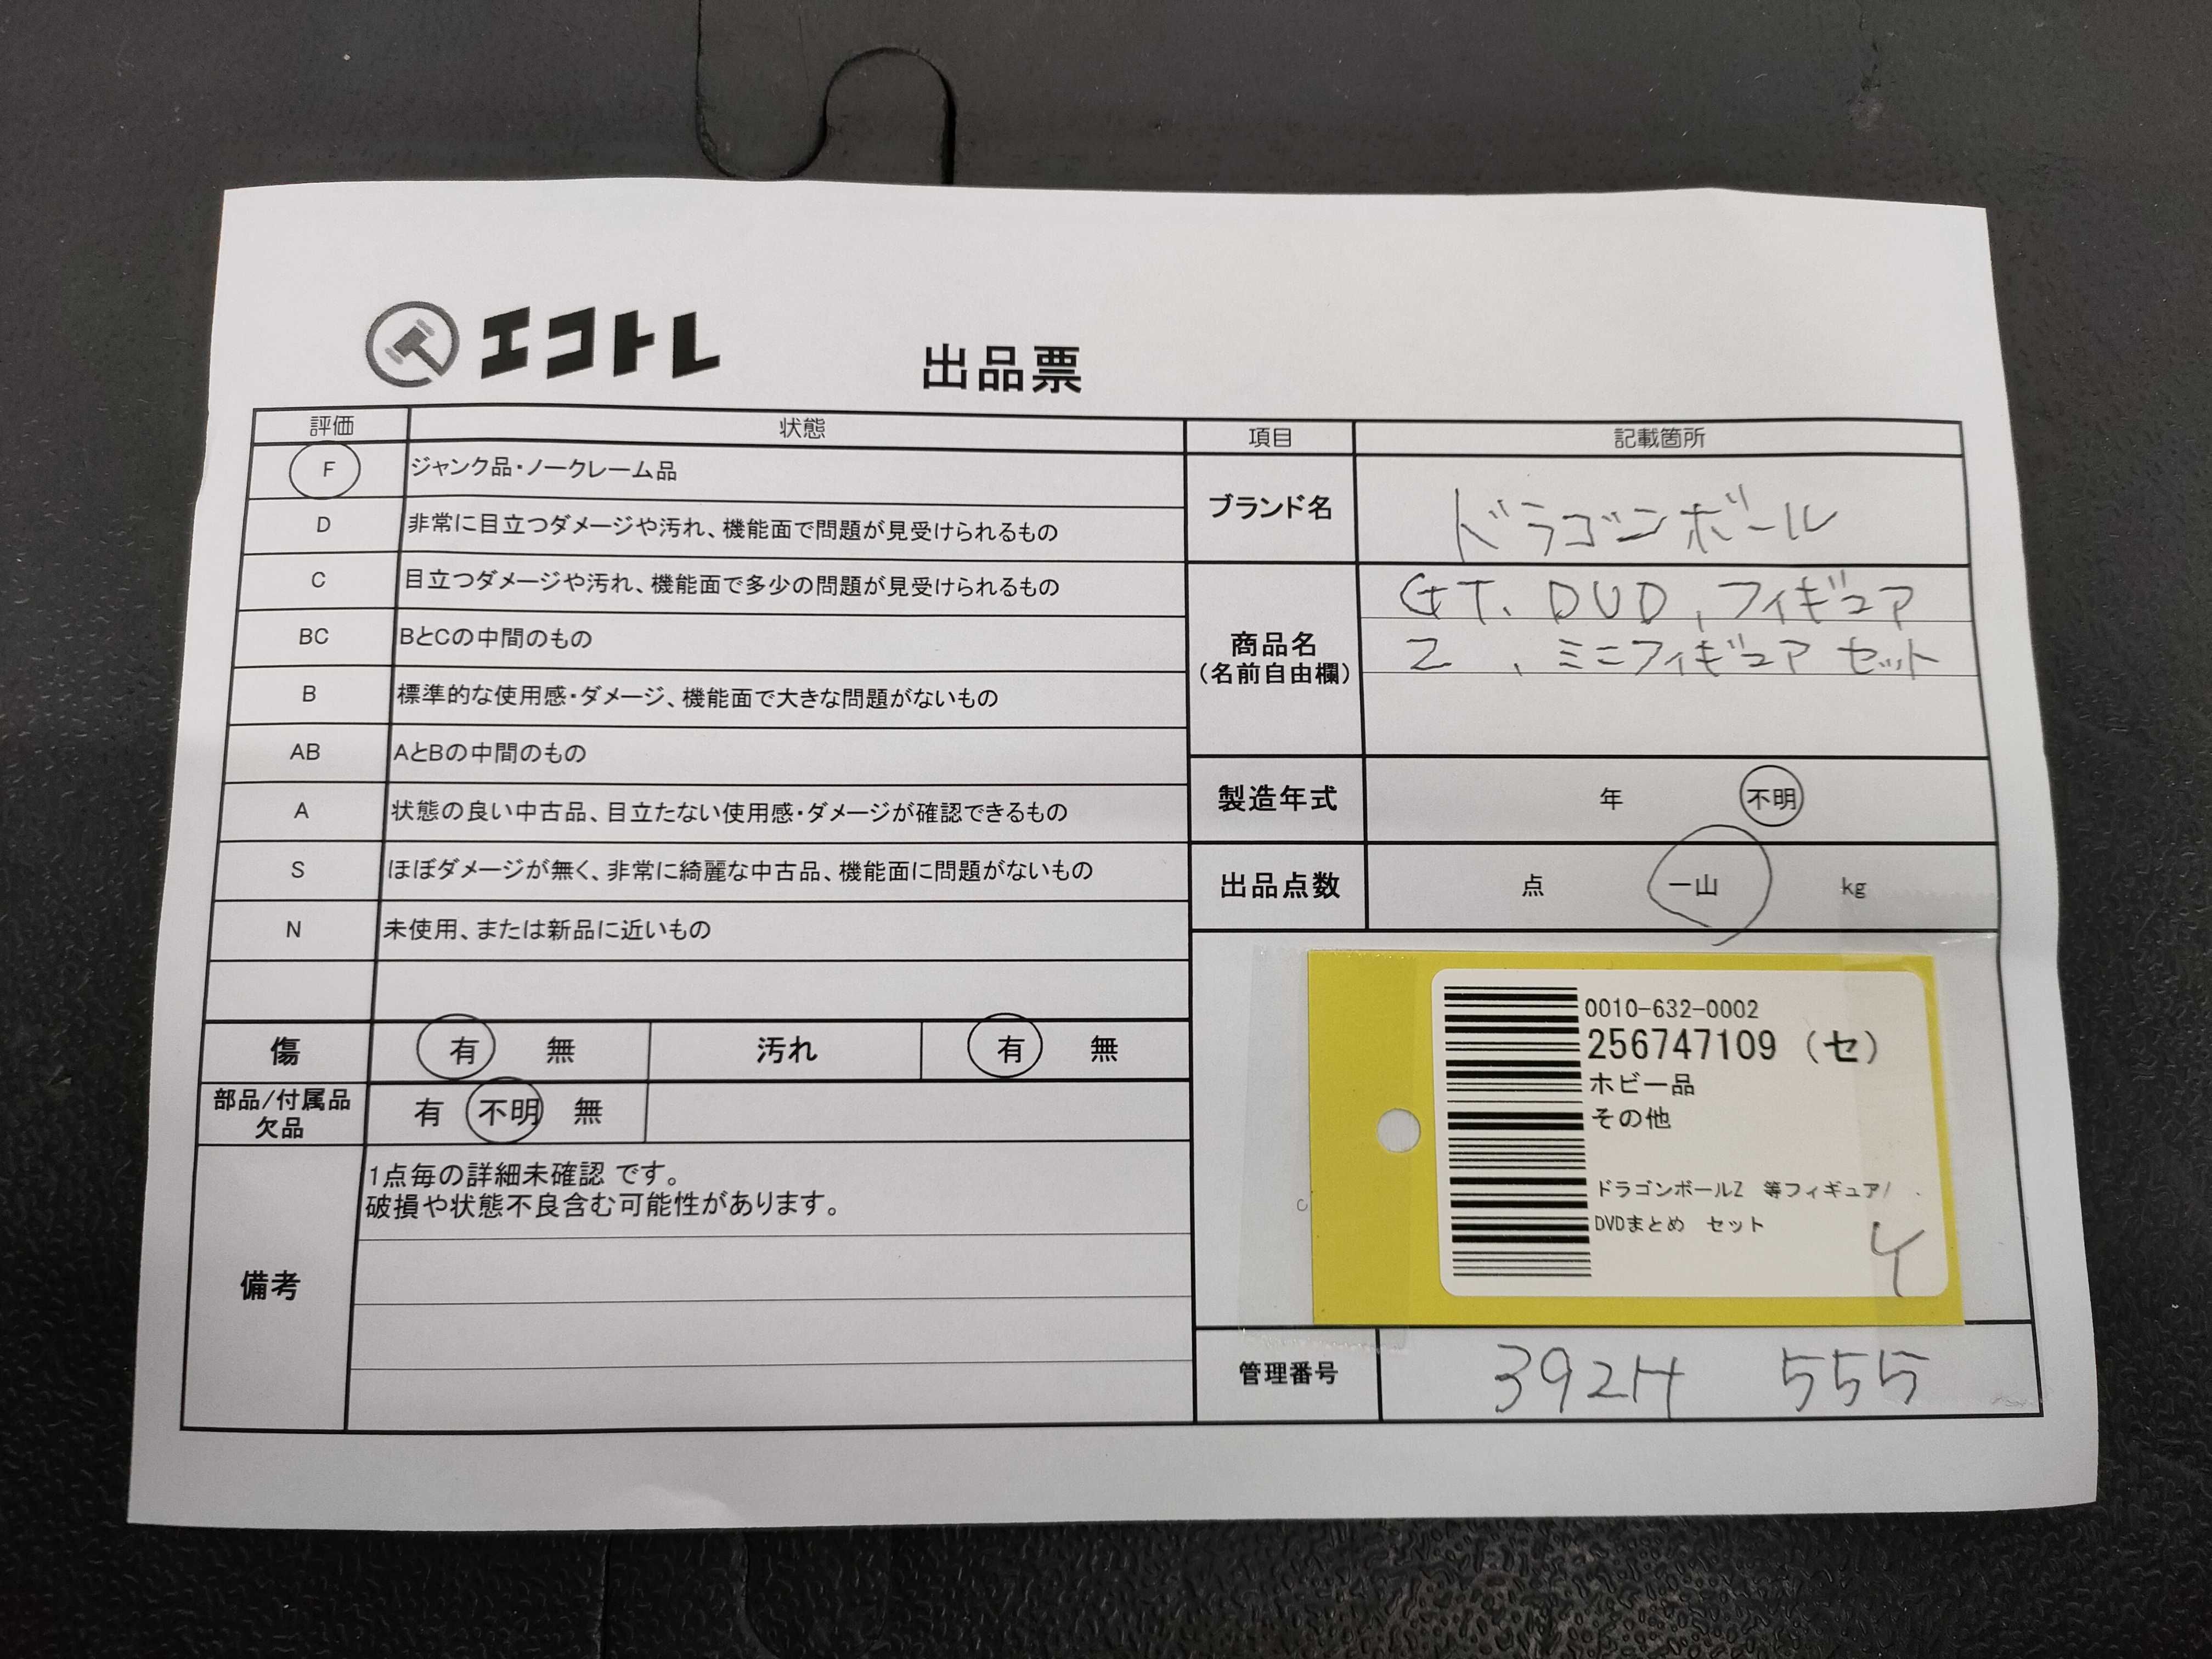 エコトレ
出品票
評価 状態
F ジャンク品・ノークレーム品
D 非常に目立つダメージや汚れ、機能面で問題が見受けられるもの
C 目立つダメージや汚れ、機能面で多少の問題が見受けられるもの
BC BとCの中間のもの
B 標準的な使用感・ダメージ、機能面で大きな問題がないもの
AB AとBの中間のもの
A 状態の良い中古品、目立たない使用感・ダメージが確認できるもの
S ほぼダメージが無く、非常に綺麗な中古品、機能面に問題がないもの
N 未使用、または新品に近いもの
傷 有 無 汚れ 有 無
部品/付属品
欠品
有 不明 無
備考
1点毎の詳細未確認 です。
破損や状態不良含む可能性があります。
項目 記載箇所
ブランド名 ドラゴンボール
商品名
(名前自由欄)
GT、DVD,フィギュア
Z 、ミニフィギュア セット
製造年式 年 不明
出品点数 点 一山 kg
0010-632-0002
256747109 (セ)
ホビー品
その他
ドラゴンボールZ 等フィギュア/
DVDまとめ セット
管理番号 392H 555